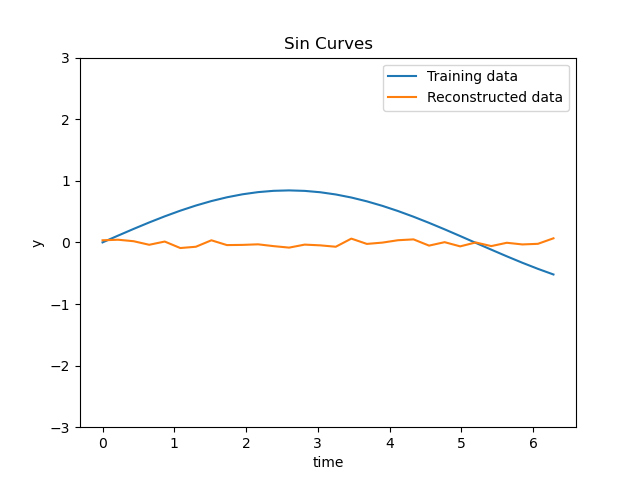 Sin Curves
Training data
Reconstructed data
3
2
1
0
−1
−2
−3
y
0 1 2 3 4 5 6
time